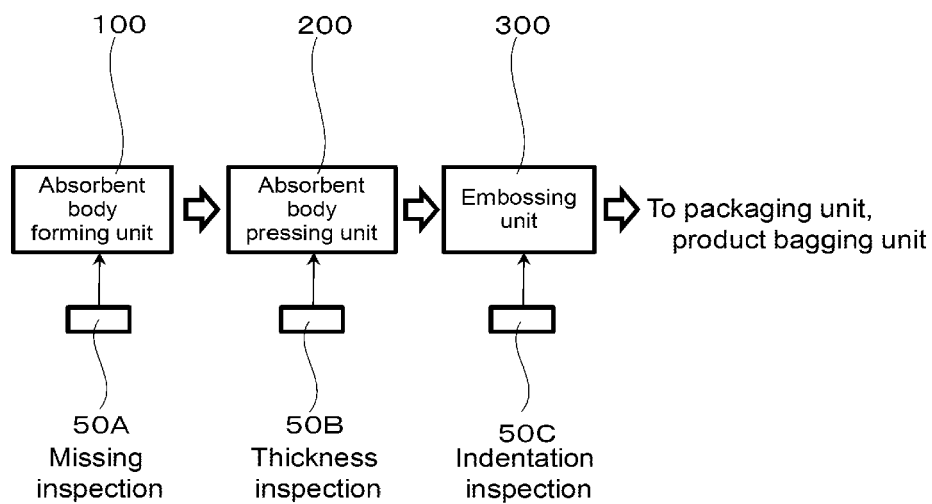 100
200
300
Absorbent
body
forming unit
Absorbent
body
pressing unit
Embossing
unit
To packaging unit,
product bagging unit
50A
Missing
inspection
50B
Thickness
inspection
50C
Indentation
inspection